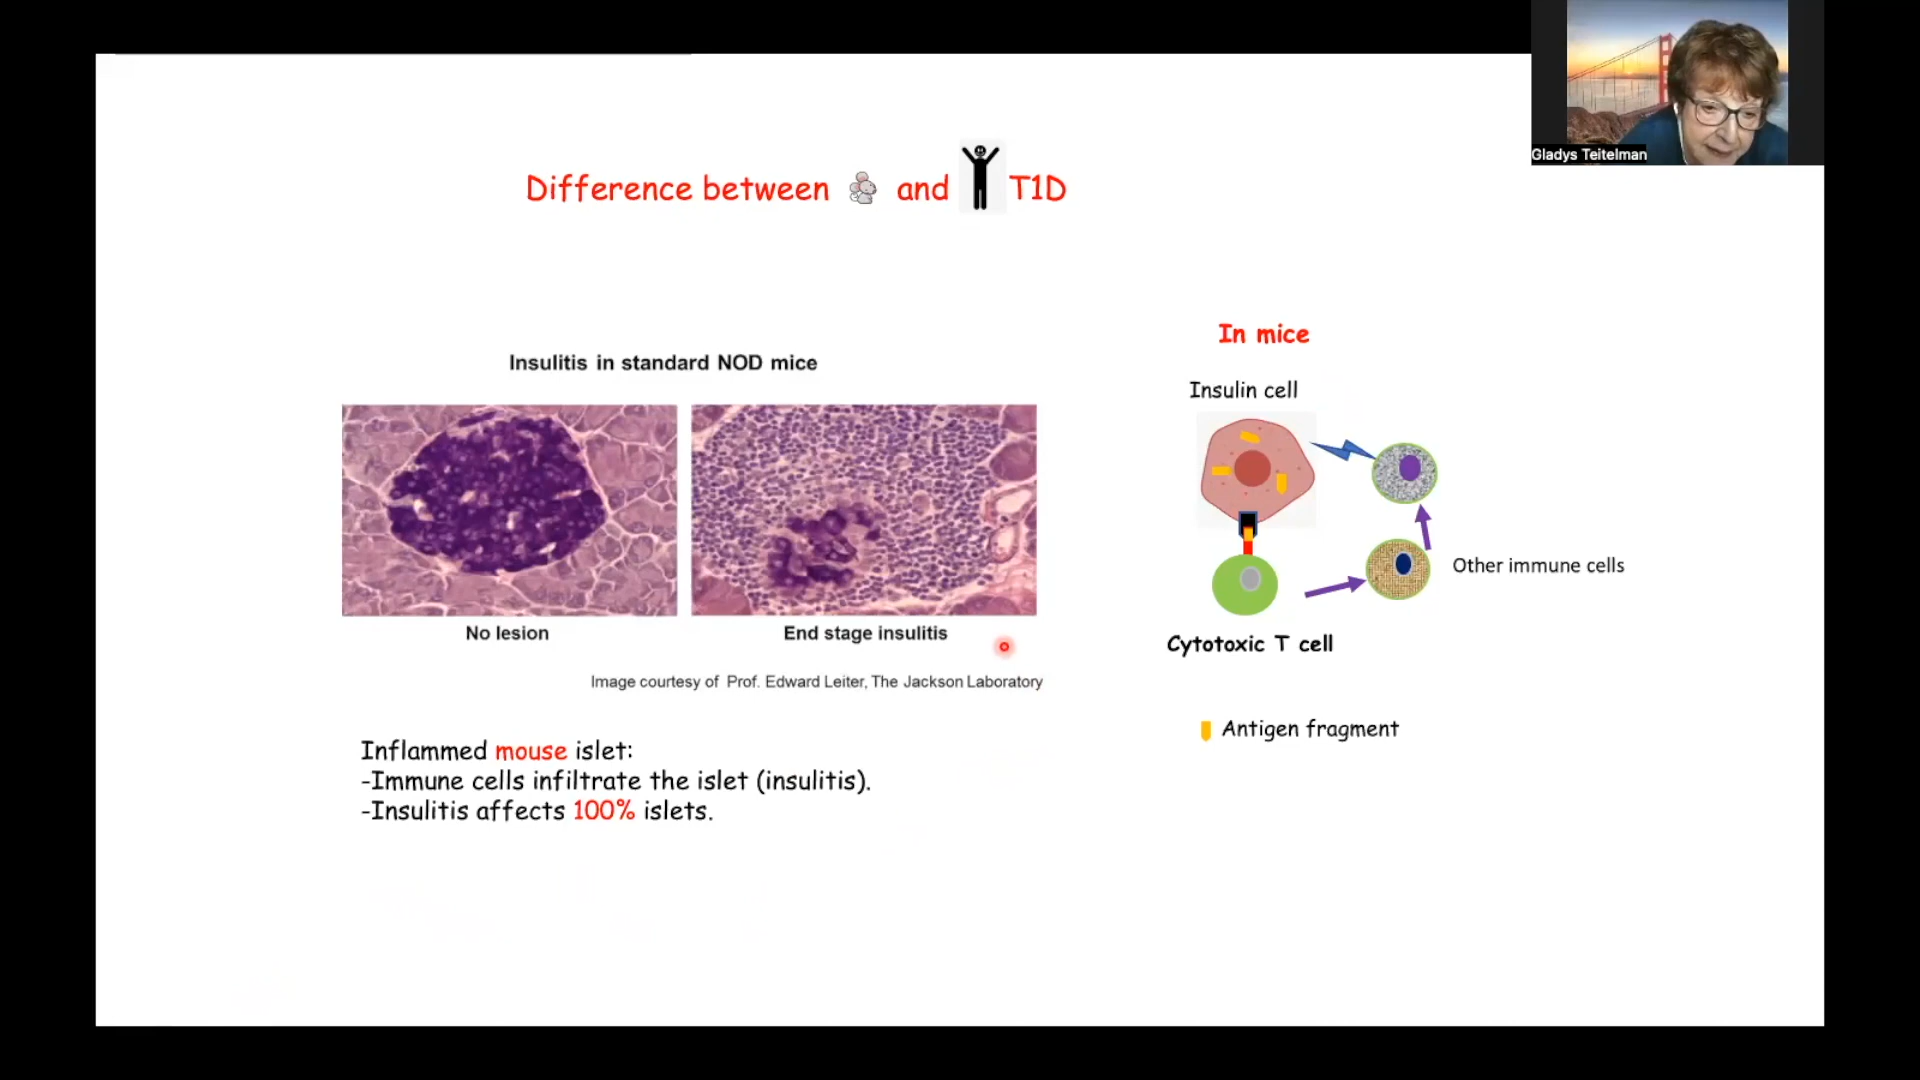 Gladys Teitelman
Difference between and T1D
In mice
Insulitis in standard NOD mice
Insulin cell
Other immune cells
No lesion
End stage insulitis
Cytotoxic T cell
Image courtesy of Prof. Edward Leiter, The Jackson Laboratory
Antigen fragment
Inflammed mouse islet:
-Immune cells infiltrate the islet (insulitis).
-Insulitis affects 100% islets.